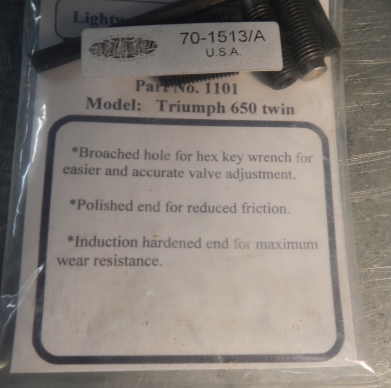 70-1513/A
U.S.A.
Part No. 1101
Model: Triumph 650 twin
*Broached hole for hex key wrench for
easier and accurate valve adjustment.
*Polished end for reduced friction.
*Induction hardened end for maximum
wear resistance.